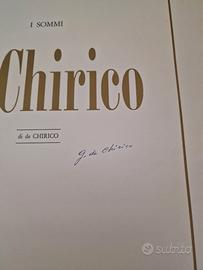 I SOMMI
Chirico
di de CHIRICO
g. de Chirico
subito